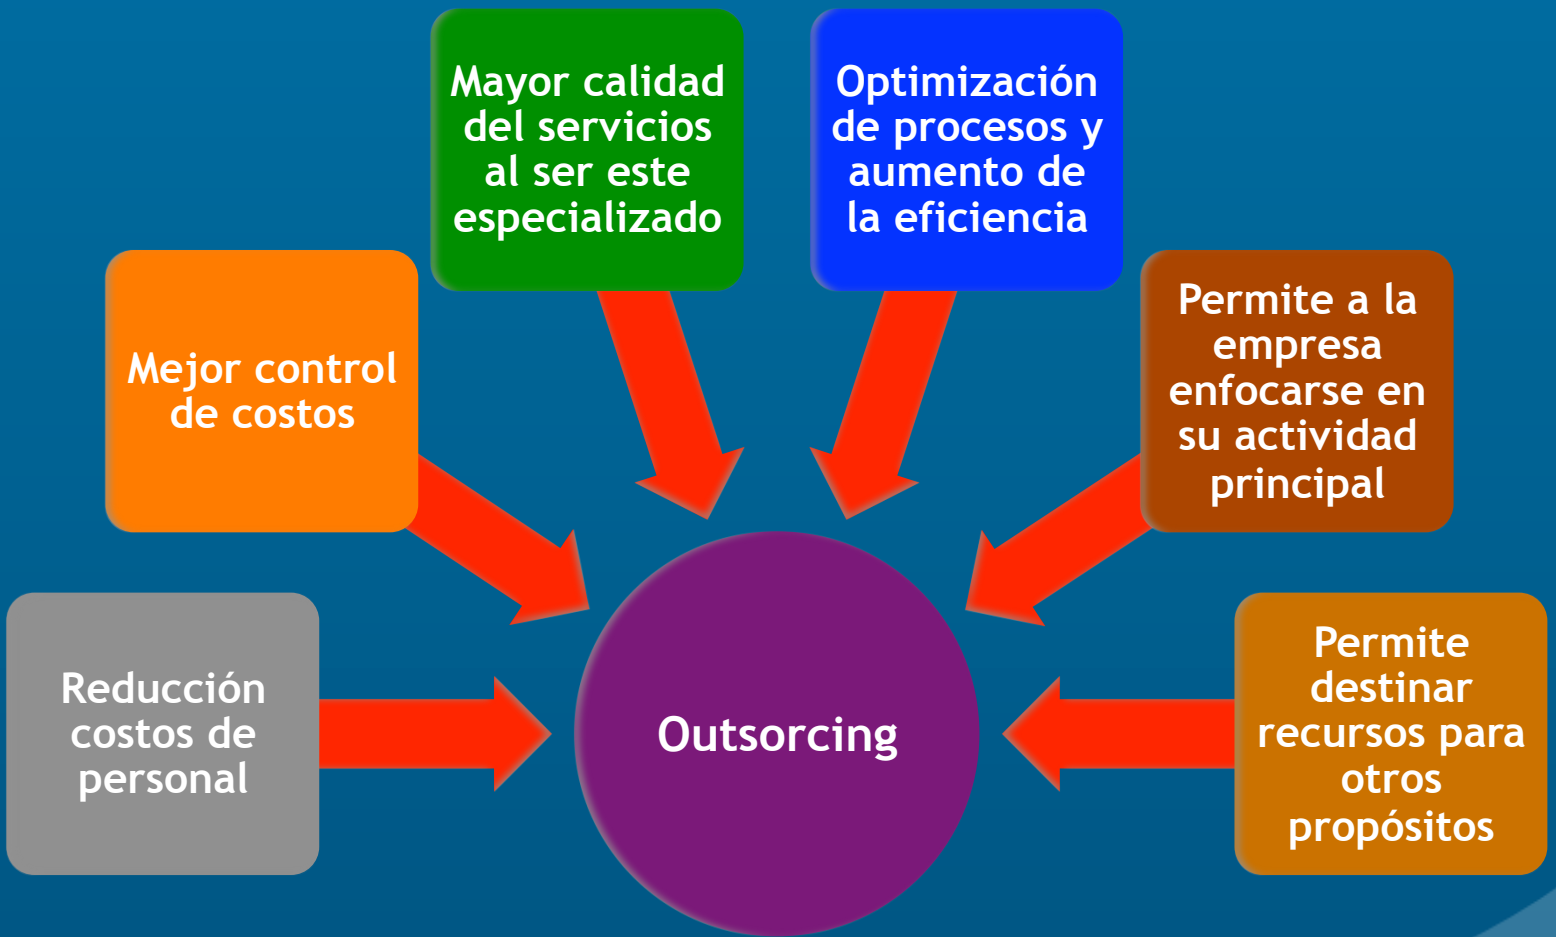 Mayor calidad
del servicios
al ser este
especializado
Optimización
de procesos y
aumento de
la eficiencia
Mejor control
de costos
Permite a la
empresa
enfocarse en
su actividad
principal
Reducción
costos de
personal
Outsorcing
Permite
destinar
recursos para
otros
propósitos